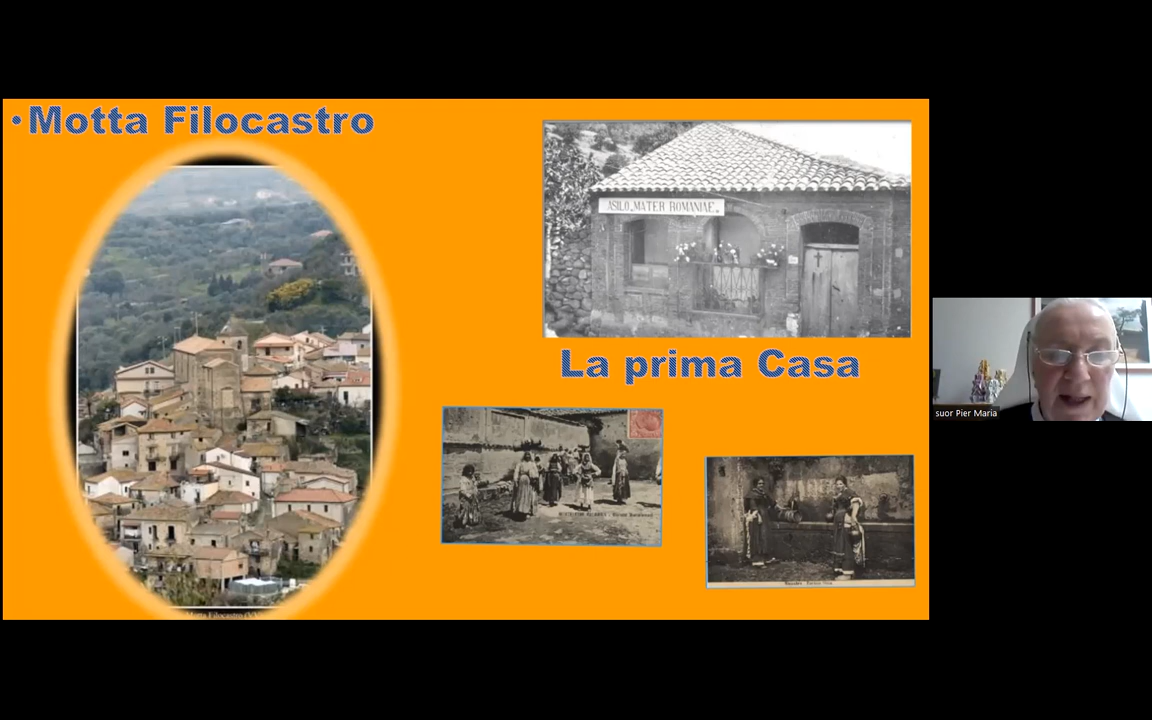 • Motta Filocastro
ASILO „MATER ROMANIAE„
La prima Casa
suor Pier Maria